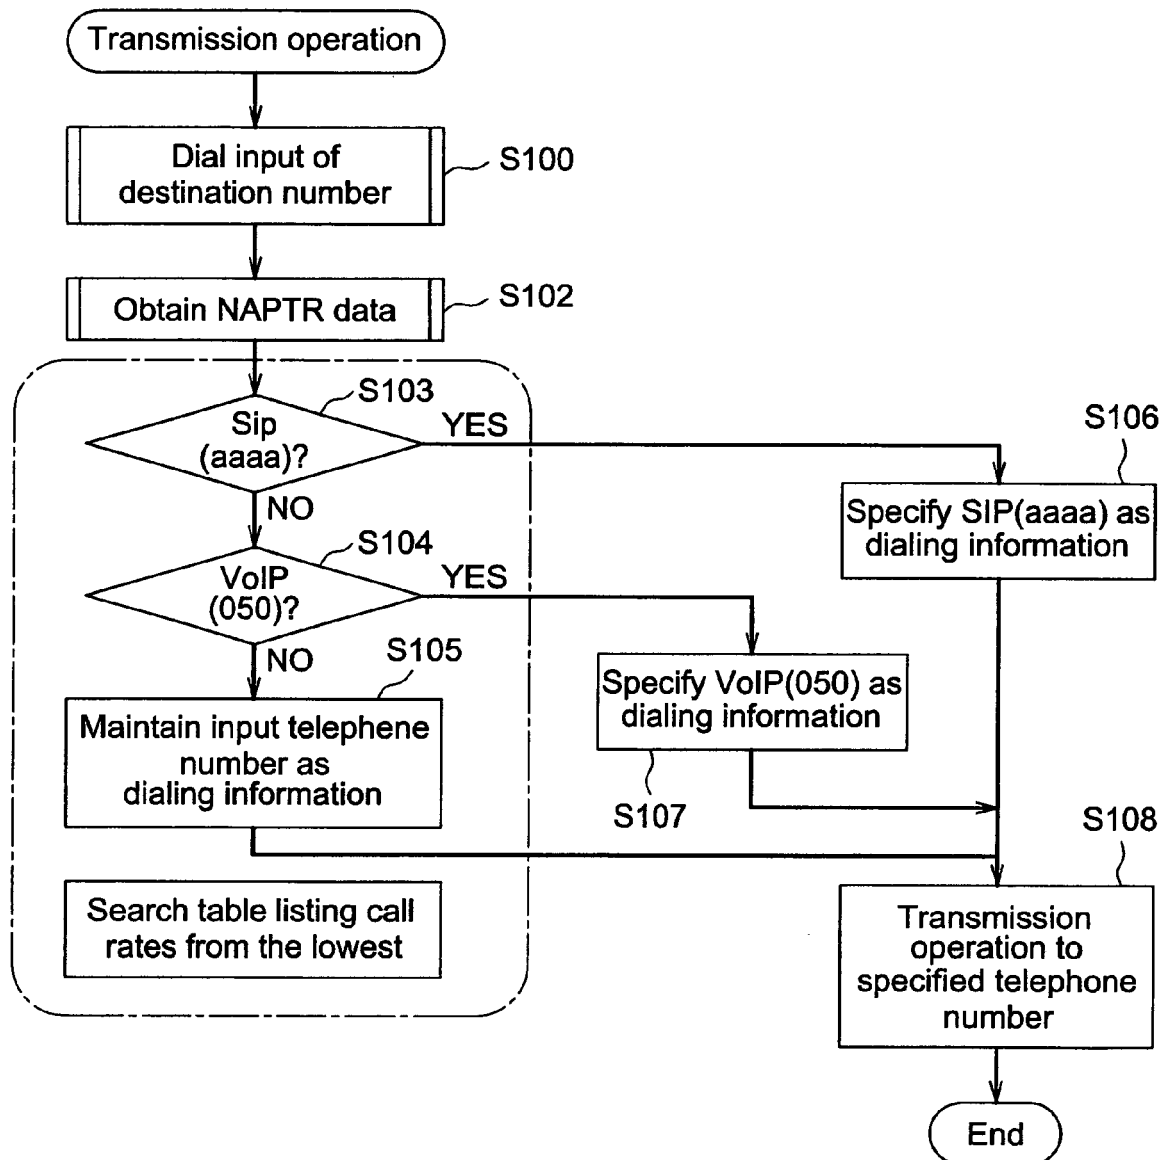 Transmission operation
Dial input of
destination number
S100
Obtain NAPTR data
S102
S103
Sip
(aaaa)?
YES
NO
S106
Specify SIP(aaaa) as
dialing information
S104
VoIP
(050)?
YES
NO
S105
Maintain input telephene
number as
dialing information
Specify VoIP(050) as
dialing information
S107
Search table listing call
rates from the lowest
S108
Transmission
operation to
specified telephone
number
End